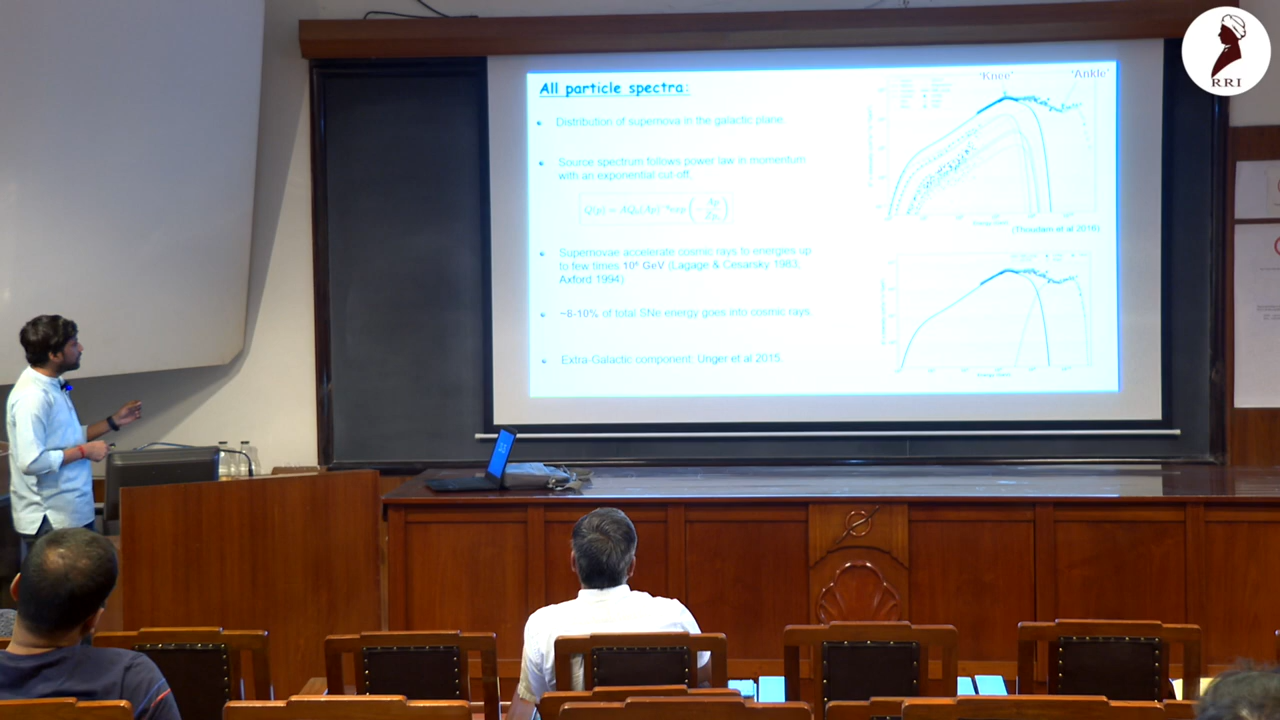 All particle spectra:
Distribution of supernova in the galactic plane
Source spectrum follows power law in momentum
with an exponential cut-off.
Supernovae accelerate cosmic rays to energies up
to few times 10⁶ GeV (Lagage & Cesarsky 1983;
Axford 1994)
~8-10% of total SNe energy goes into cosmic rays.
Extra-Galactic component: Unger et al 2015
'Knee' 'Ankle'
(Thoudam et al 2016)
RRI